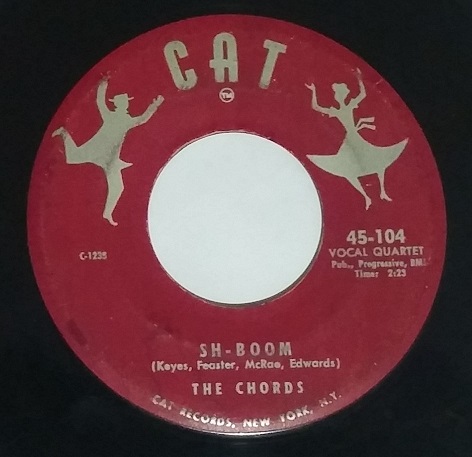 CAT
TM
C-1235
45-104
VOCAL QUARTET
Pub., Progressive, BMI
Time: 2:25
SH-BOOM
(Keyes, Feaster, McRae, Edwards)
THE CHORDS
CAT RECORDS, NEW YORK, N.Y.